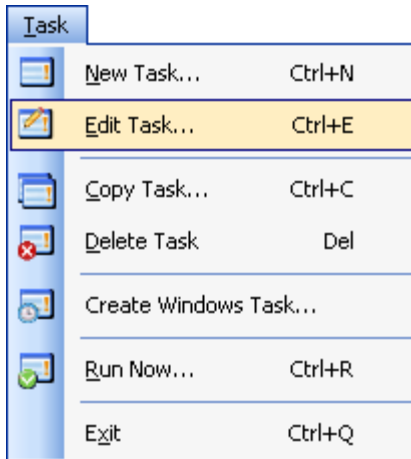 Task
New Task... Ctrl+N
Edit Task... Ctrl+E
Copy Task... Ctrl+C
Delete Task Del
Create Windows Task...
Run Now... Ctrl+R
Exit Ctrl+Q